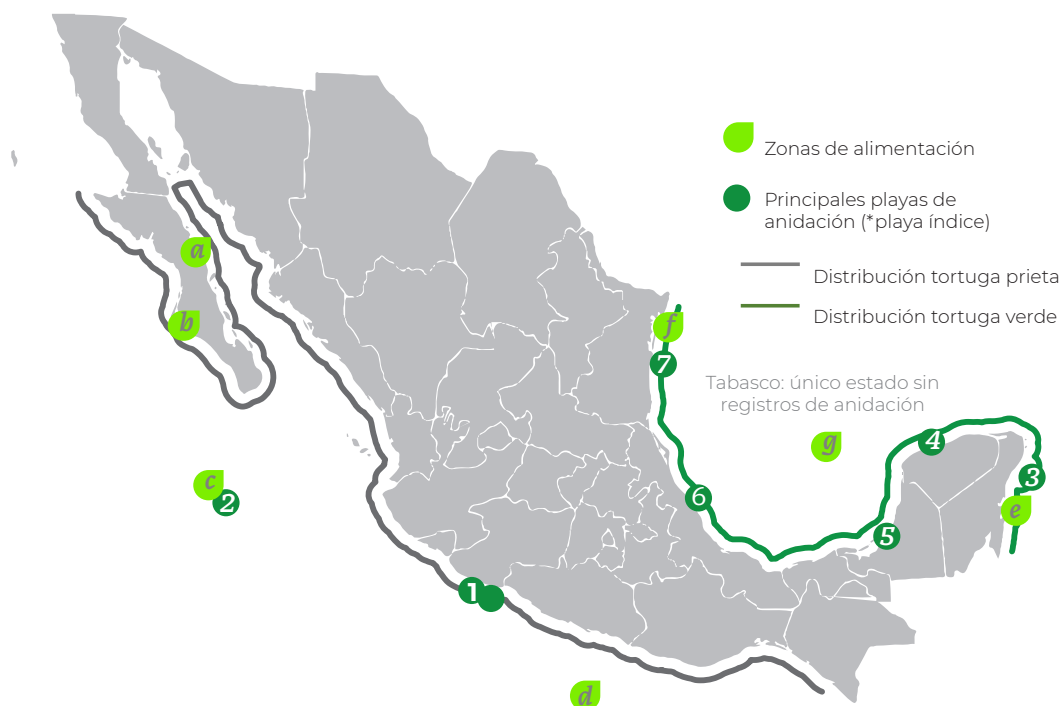 Zonas de alimentación
Principales playas de
anidación (*playa índice)
Distribución tortuga prieta
Distribución tortuga verde
Tabasco: único estado sin
registros de anidación
a
b
c
2
1
d
f
7
6
g
4
3
e
5